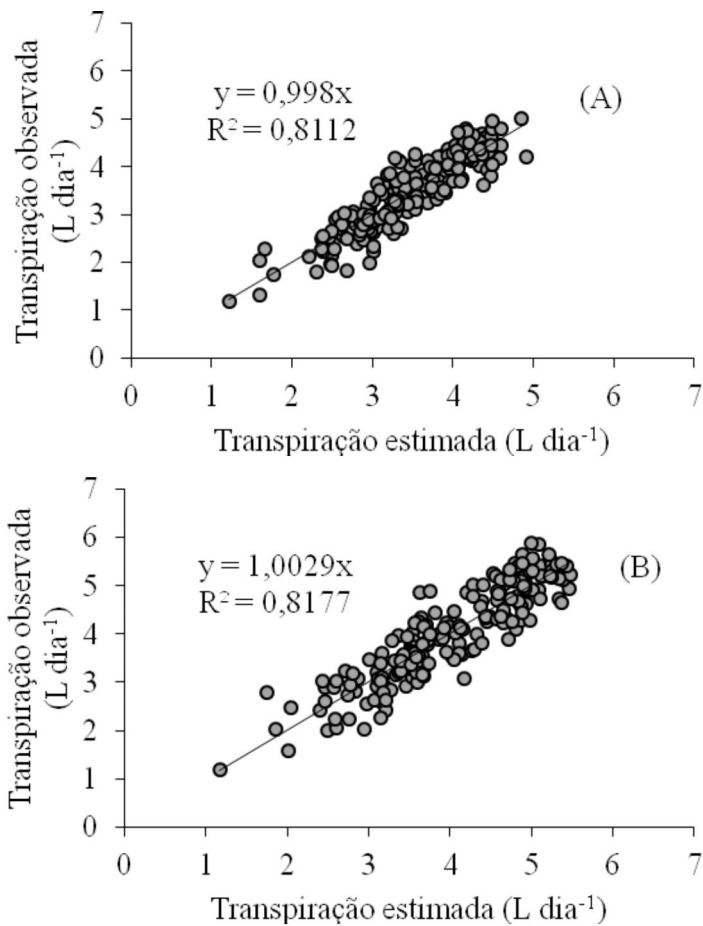 7
6
5
4
3
2
1
0
y = 0,998x
R² = 0,8112
(A)
Transpiração observada
(L dia⁻¹)
0 1 2 3 4 5 6 7
Transpiração estimada (L dia⁻¹)
7
6
5
4
3
2
1
0
y = 1,0029x
R² = 0,8177
(B)
Transpiração observada
(L dia⁻¹)
0 1 2 3 4 5 6 7
Transpiração estimada (L dia⁻¹)